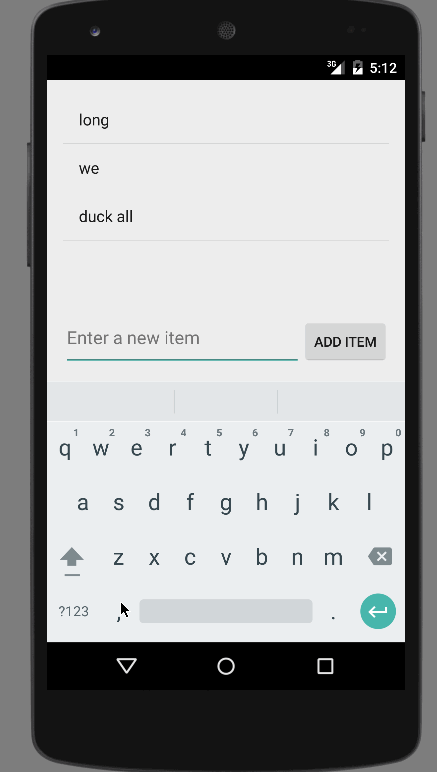 3G 5:12
long
we
duck all
Enter a new item ADD ITEM
1 2 3 4 5 6 7 8 9 0
q w e r t y u i o p
a s d f g h j k l
z x c v b n m
?123 , .